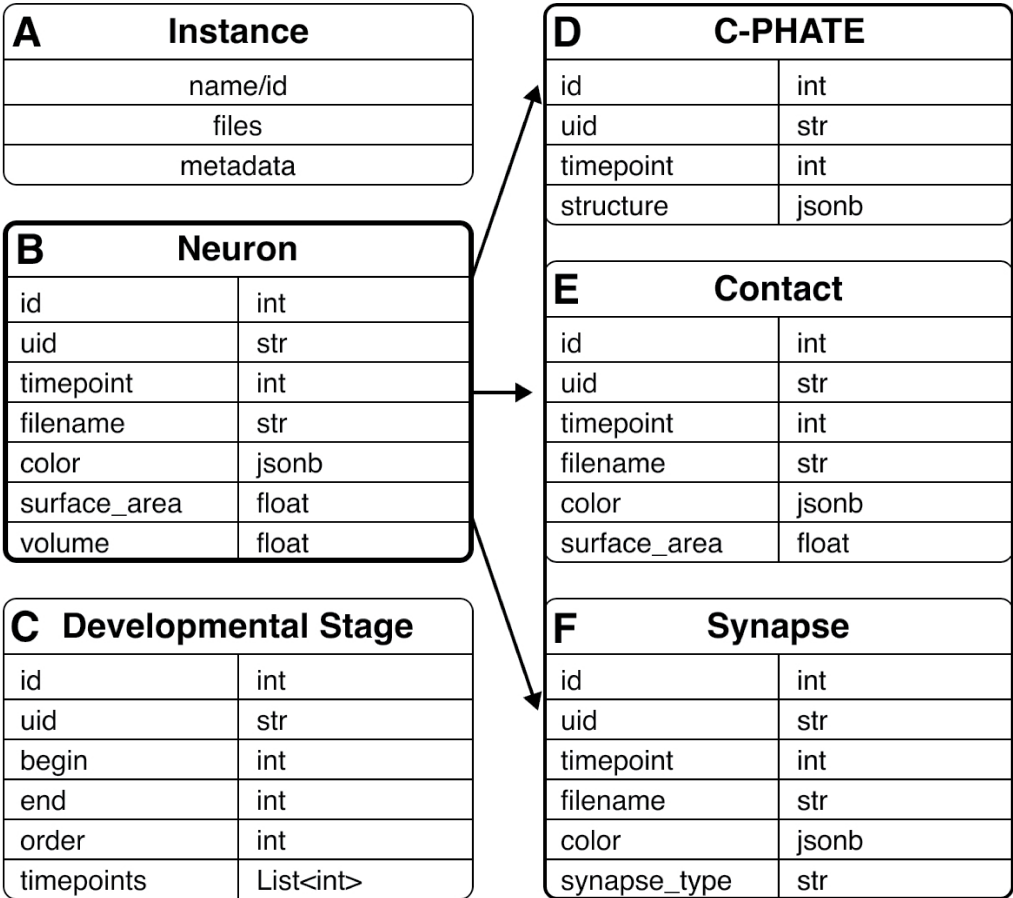 A Instance
name/id
files
metadata
B Neuron
id int
uid str
timepoint int
filename str
color jsonb
surface_area float
volume float
C Developmental Stage
id int
uid str
begin int
end int
order int
timepoints List<int>
D C-PHATE
id int
uid str
timepoint int
structure jsonb
E Contact
id int
uid str
timepoint int
filename str
color jsonb
surface_area float
F Synapse
id int
uid str
timepoint int
filename str
color jsonb
synapse_type str